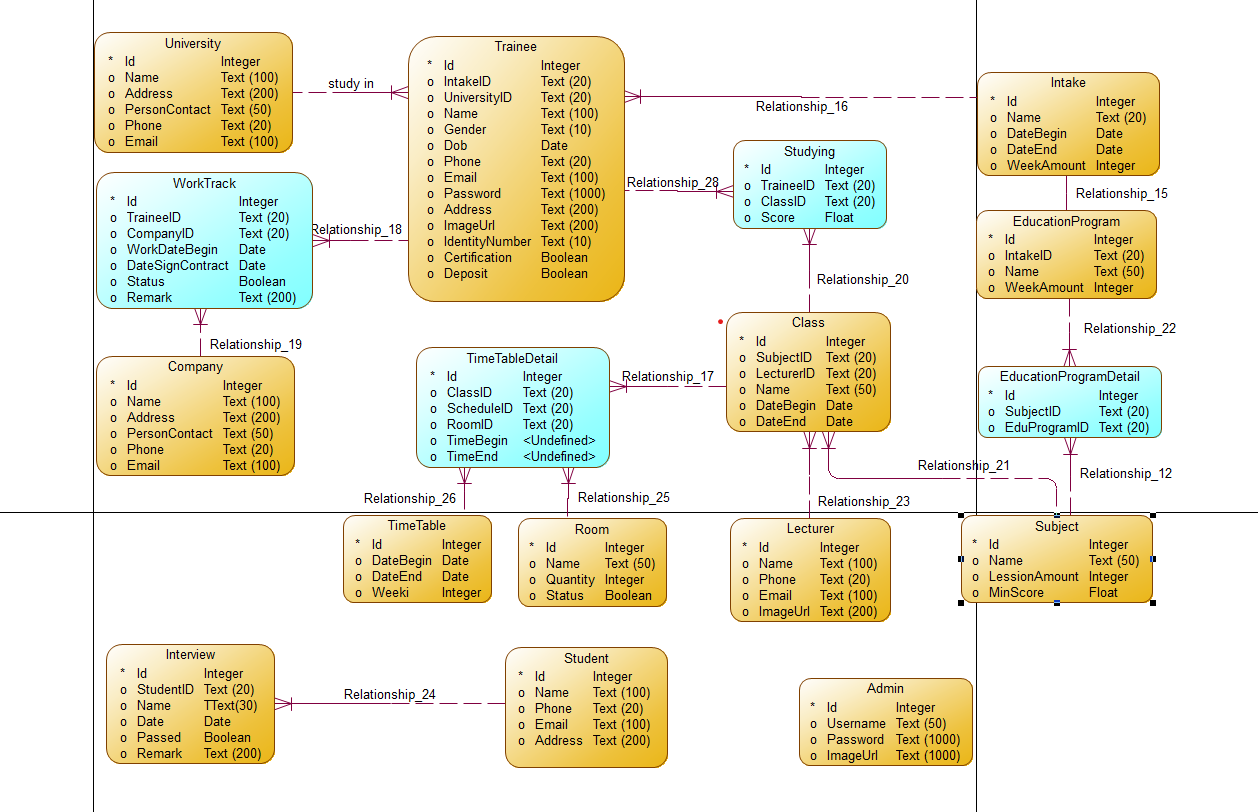 University
* Id Integer
o Name Text (100)
o Address Text (200)
o PersonContact Text (50)
o Phone Text (20)
o Email Text (100)
study in
Trainee
* Id Integer
o IntakeID Text (20)
o UniversityID Text (20)
o Name Text (100)
o Gender Text (10)
o Dob Date
o Phone Text (20)
o Email Text (100)
o Password Text (1000)
o Address Text (200)
o ImageUrl Text (200)
o IdentityNumber Text (10)
o Certification Boolean
o Deposit Boolean
Relationship_16
Intake
* Id Integer
o Name Text (20)
o DateBegin Date
o DateEnd Date
o WeekAmount Integer
Relationship_28
Studying
* Id Integer
o TraineeID Text (20)
o ClassID Text (20)
o Score Float
Relationship_15
WorkTrack
* Id Integer
o TraineeID Text (20)
o CompanyID Text (20)
o WorkDateBegin Date
o DateSignContract Date
o Status Boolean
o Remark Text (200)
Relationship_18
EducationProgram
* Id Integer
o IntakeID Text (20)
o Name Text (50)
o WeekAmount Integer
Relationship_20
Relationship_22
Relationship_19
Company
* Id Integer
o Name Text (100)
o Address Text (200)
o PersonContact Text (50)
o Phone Text (20)
o Email Text (100)
TimeTableDetail
* Id Integer
o ClassID Text (20)
o ScheduleID Text (20)
o RoomID Text (20)
o TimeBegin <Undefined>
o TimeEnd <Undefined>
Relationship_17
Class
* Id Integer
o SubjectID Text (20)
o LecturerID Text (20)
o Name Text (50)
o DateBegin Date
o DateEnd Date
EducationProgramDetail
* Id Integer
o SubjectID Text (20)
o EduProgramID Text (20)
Relationship_21
Relationship_12
Relationship_26
Relationship_25
Relationship_23
TimeTable
* Id Integer
o DateBegin Date
o DateEnd Date
o Weeki Integer
Room
* Id Integer
o Name Text (50)
o Quantity Integer
o Status Boolean
Lecturer
* Id Integer
o Name Text (100)
o Phone Text (20)
o Email Text (100)
o ImageUrl Text (200)
Subject
* Id Integer
o Name Text (50)
o LessionAmount Integer
o MinScore Float
Interview
* Id Integer
o StudentID Text (20)
o Name TText(30)
o Date Date
o Passed Boolean
o Remark Text (200)
Relationship_24
Student
* Id Integer
o Name Text (100)
o Phone Text (20)
o Email Text (100)
o Address Text (200)
Admin
* Id Integer
o Username Text (50)
o Password Text (1000)
o ImageUrl Text (1000)